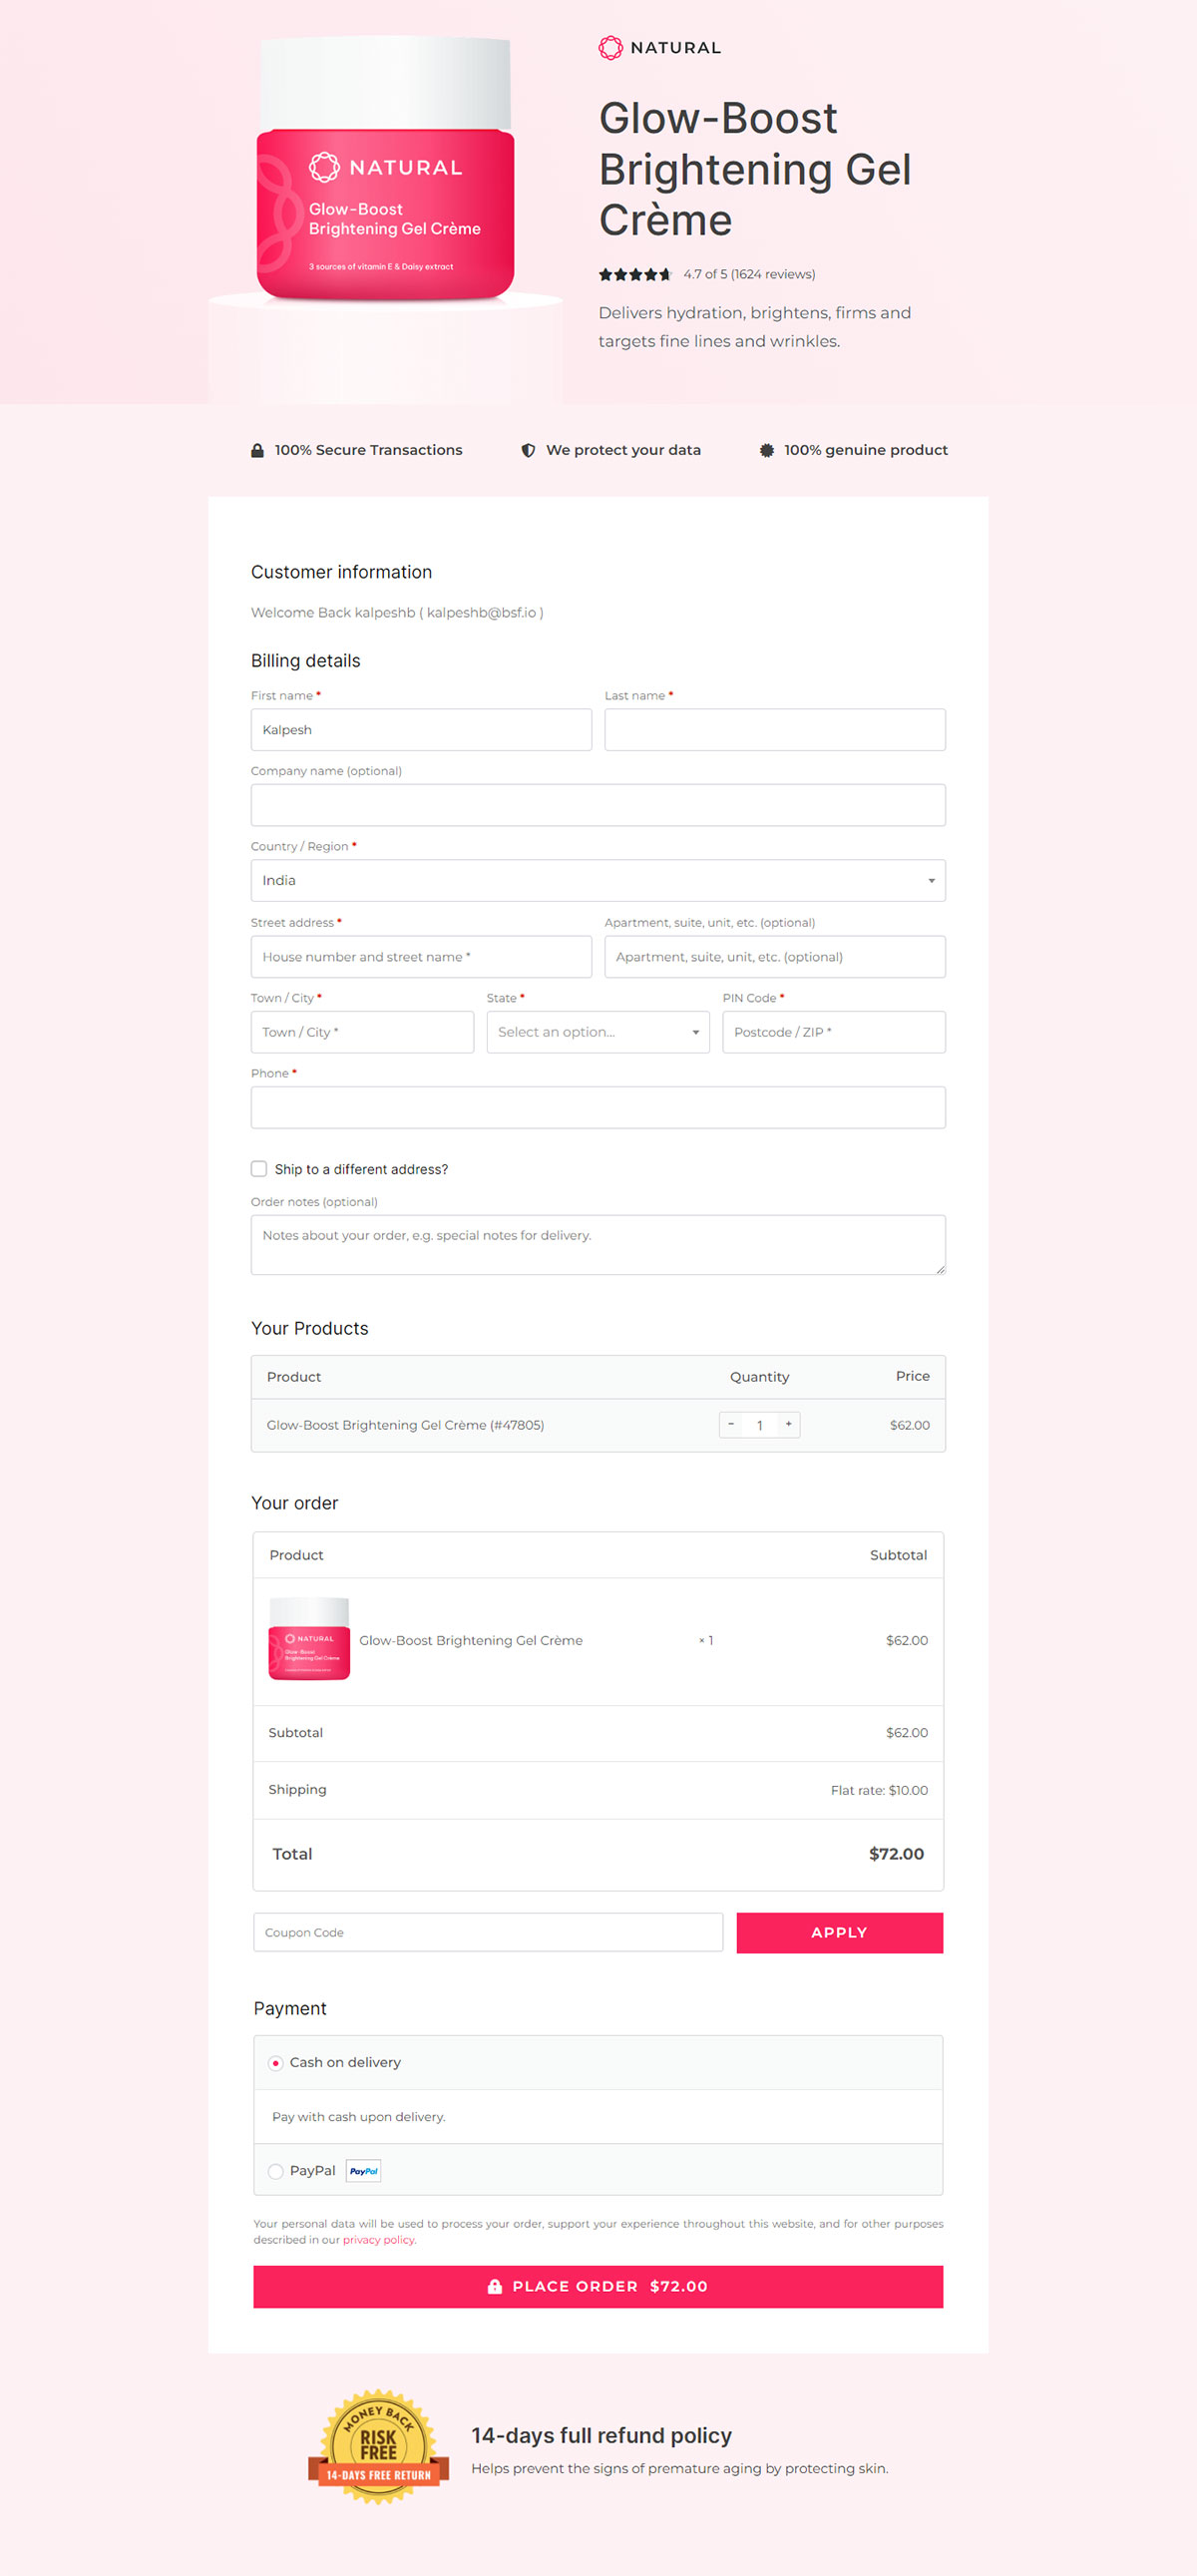 NATURAL
Glow-Boost
Brightening Gel Crème
3 sources of vitamin E & Daisy extract
NATURAL
Glow-Boost
Brightening Gel
Crème
4.7 of 5 (1624 reviews)
Delivers hydration, brightens, firms and
targets fine lines and wrinkles.
100% Secure Transactions
We protect your data
100% genuine product
Customer information
Welcome Back kalpeshb ( kalpeshb@bsf.io )
Billing details
First name *
Last name *
Kalpesh
Company name (optional)
Country / Region *
India
Street address *
Apartment, suite, unit, etc. (optional)
House number and street name *
Apartment, suite, unit, etc. (optional)
Town / City *
State *
PIN Code *
Town / City *
Select an option...
Postcode / ZIP *
Phone *
Ship to a different address?
Order notes (optional)
Notes about your order, e.g. special notes for delivery.
Your Products
Product
Quantity
Price
Glow-Boost Brightening Gel Crème (#47805)
- 1 +
$62.00
Your order
Product
Subtotal
NATURAL
Glow-Boost
Brightening Gel Crème
Glow-Boost Brightening Gel Crème
× 1
$62.00
Subtotal
$62.00
Shipping
Flat rate: $10.00
Total
$72.00
Coupon Code
APPLY
Payment
Cash on delivery
Pay with cash upon delivery.
PayPal
PayPal
Your personal data will be used to process your order, support your experience throughout this website, and for other purposes
described in our privacy policy.
PLACE ORDER $72.00
MONEY BACK
RISK
FREE
14-DAYS FREE RETURN
14-days full refund policy
Helps prevent the signs of premature aging by protecting skin.